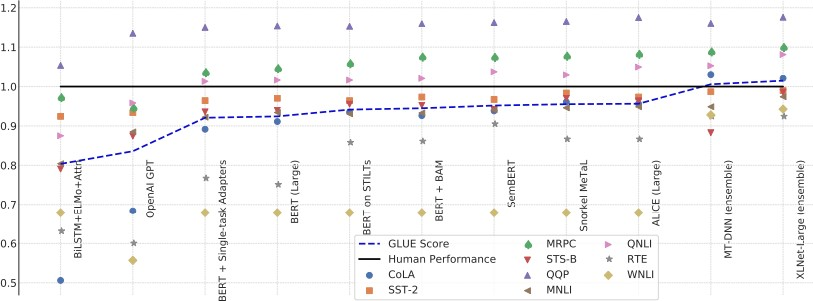 1.2
1.1
1.0
0.9
0.8
0.7
0.6
0.5
BiLSTM+ELMo+Attn
OpenAI GPT
BERT + Single-task Adapters
BERT (Large)
BERT on STILTs
BERT + BAM
SemBERT
Snorkel MeTaL
ALICE (Large)
MT-DNN (ensemble)
XLNet-Large (ensemble)
GLUE Score
Human Performance
CoLA
SST-2
MRPC
STS-B
QQP
MNLI
QNLI
RTE
WNLI